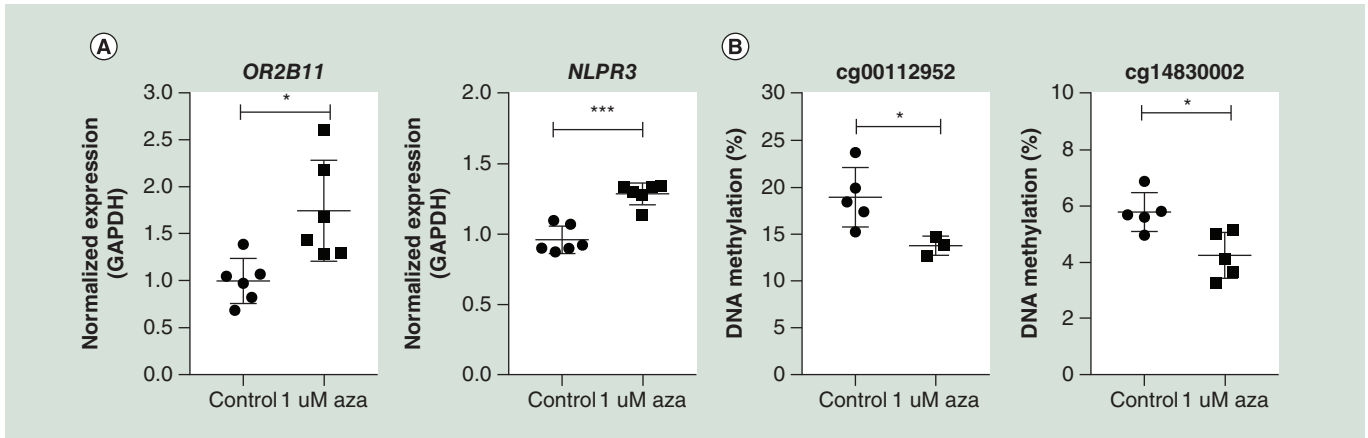 A
OR2B11
Normalized expression
(GAPDH)
3.0
2.5
2.0
1.5
1.0
0.5
0.0
*
Control 1 uM aza
NLPR3
Normalized expression
(GAPDH)
2.0
1.5
1.0
0.5
0.0
***
Control 1 uM aza
B
cg00112952
DNA methylation (%)
30
25
20
15
10
5
0
*
Control 1 uM aza
cg14830002
DNA methylation (%)
10
8
6
4
2
0
*
Control 1 uM aza